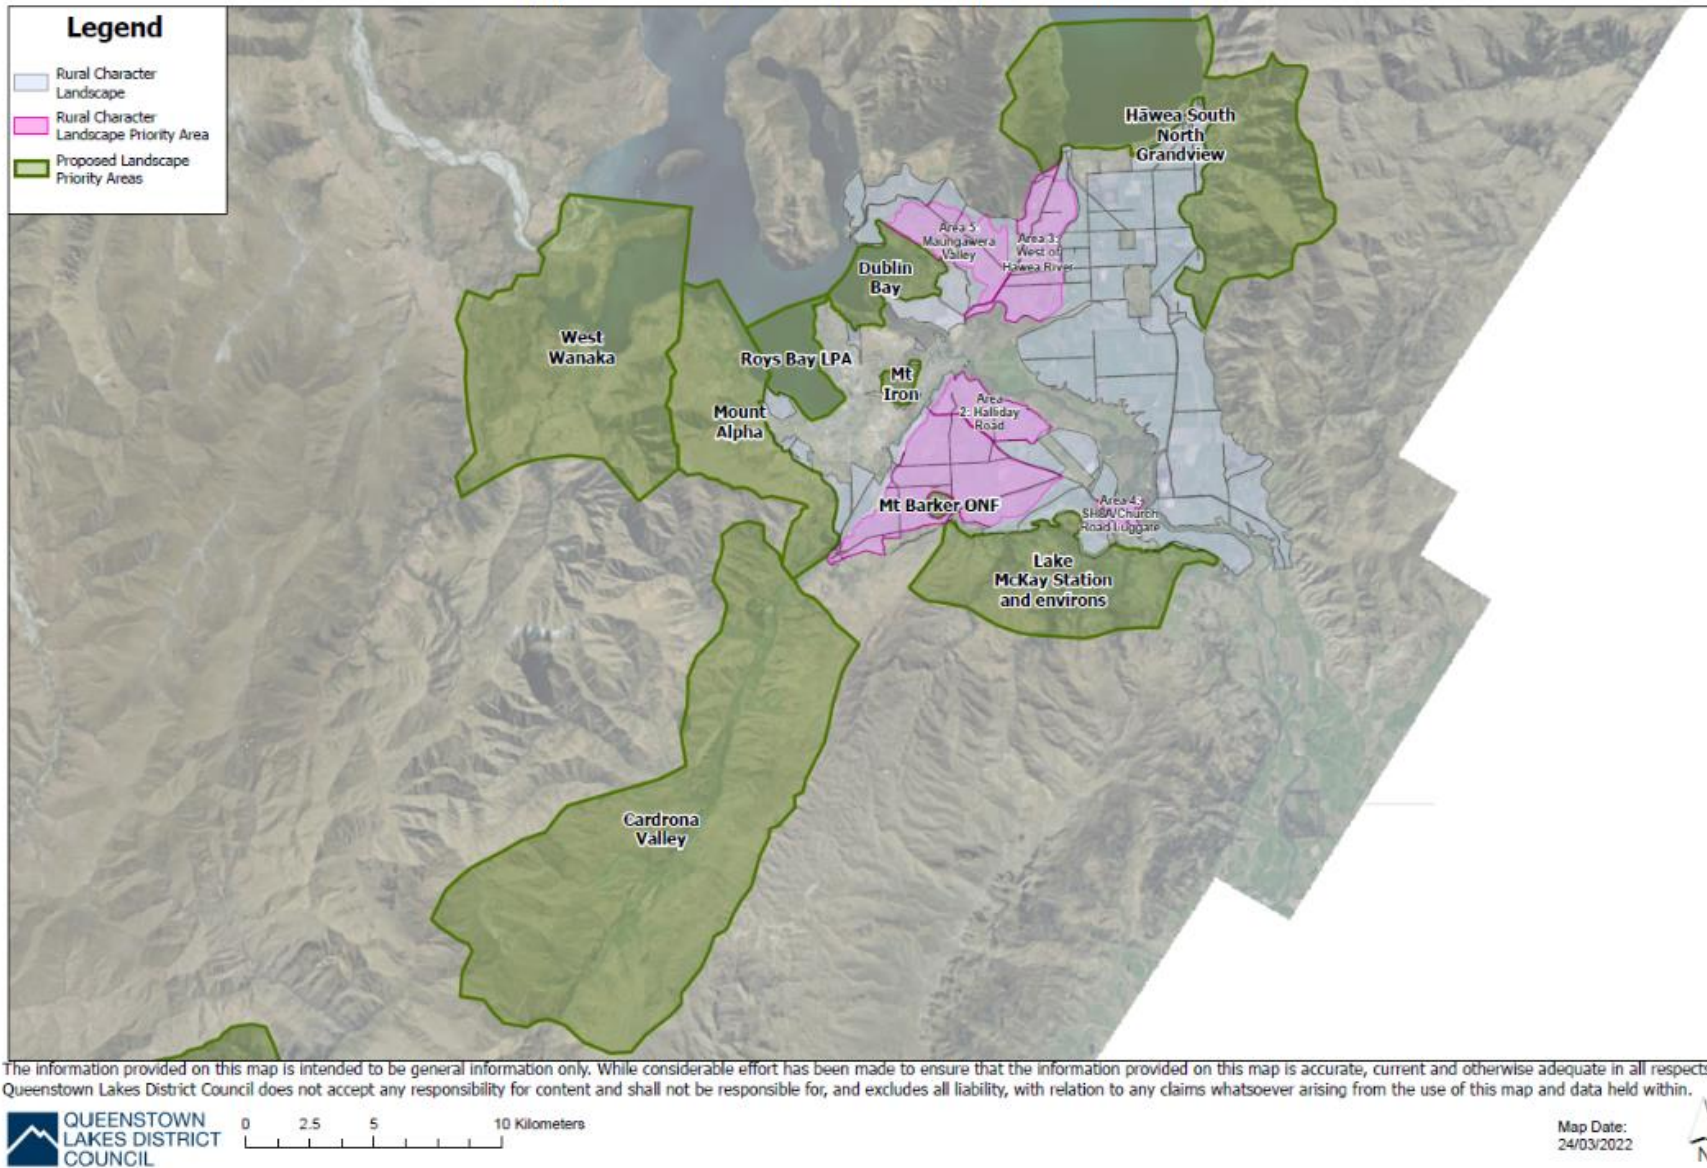 Legend
Rural Character
Landscape
Rural Character
Landscape Priority Area
Proposed Landscape
Priority Areas
Hāwea South
North
Grandview
Area 5:
Maungawera
Valley
Area 3:
West of
Hawea River
Dublin
Bay
West
Wanaka
Roys Bay LPA
Mt
Iron
Mount
Alpha
Area
2: Halliday
Road
Mt Barker ONF
Area 4:
SH8A/Church
Road Luggate
Lake
McKay Station
and environs
Cardrona
Valley
The information provided on this map is intended to be general information only. While considerable effort has been made to ensure that the information provided on this map is accurate, current and otherwise adequate in all respects
Queenstown Lakes District Council does not accept any responsibility for content and shall not be responsible for, and excludes all liability, with relation to any claims whatsoever arising from the use of this map and data held within.
QUEENSTOWN
LAKES DISTRICT
COUNCIL
0 2.5 5 10 Kilometers
Map Date:
24/03/2022